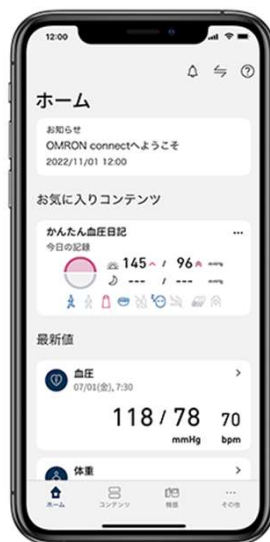 12:00
ホーム
お知らせ
OMRON connectへようこそ
2022/11/01 12:00
お気に入りコンテンツ
かんたん血圧日記
今日の記録
145 / 96 mmHg
--- / --- mmHg
最新値
血圧
07/01(金), 7:30
118 / 78 70
mmHg bpm
体重
ホーム コンテンツ 機器 その他